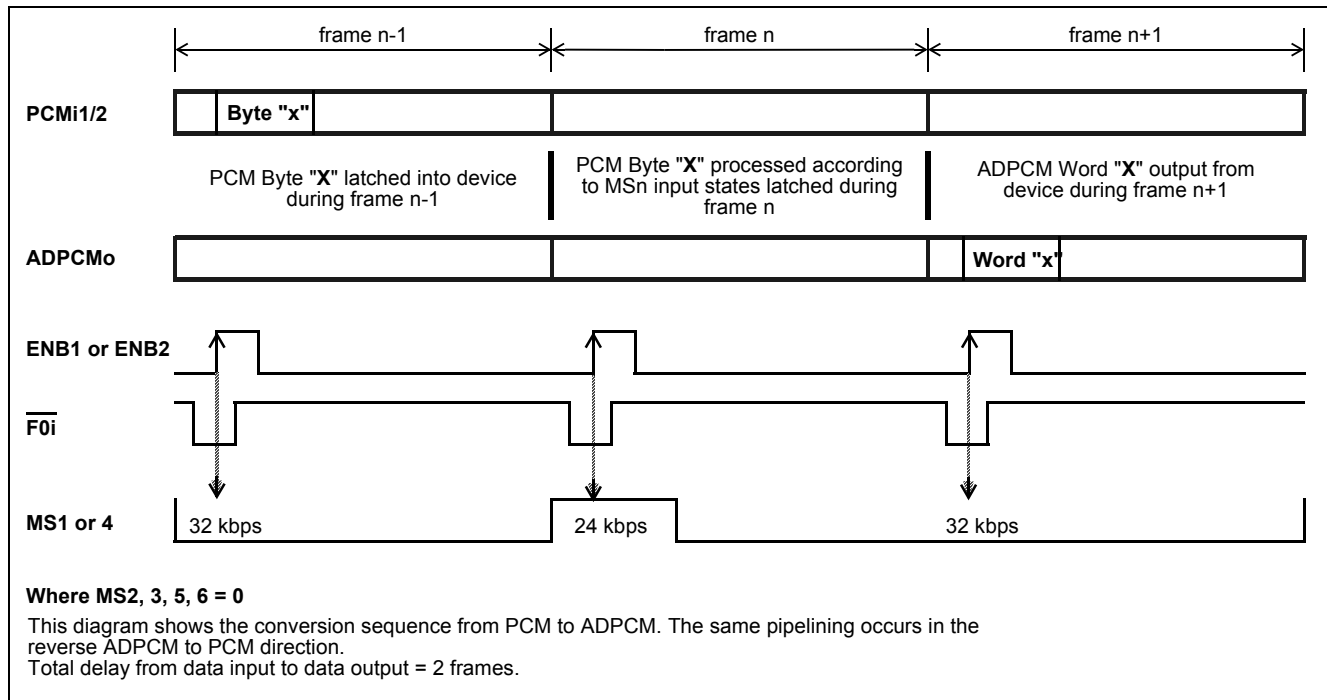 frame n-1
frame n
frame n+1
PCMi1/2
Byte "x"
PCM Byte "X" latched into device
during frame n-1
PCM Byte "X" processed according
to MSn input states latched during
frame n
ADPCM Word "X" output from
device during frame n+1
ADPCMo
Word "x"
ENB1 or ENB2
F0i
MS1 or 4
32 kbps
24 kbps
32 kbps
Where MS2, 3, 5, 6 = 0
This diagram shows the conversion sequence from PCM to ADPCM. The same pipelining occurs in the
reverse ADPCM to PCM direction.
Total delay from data input to data output = 2 frames.